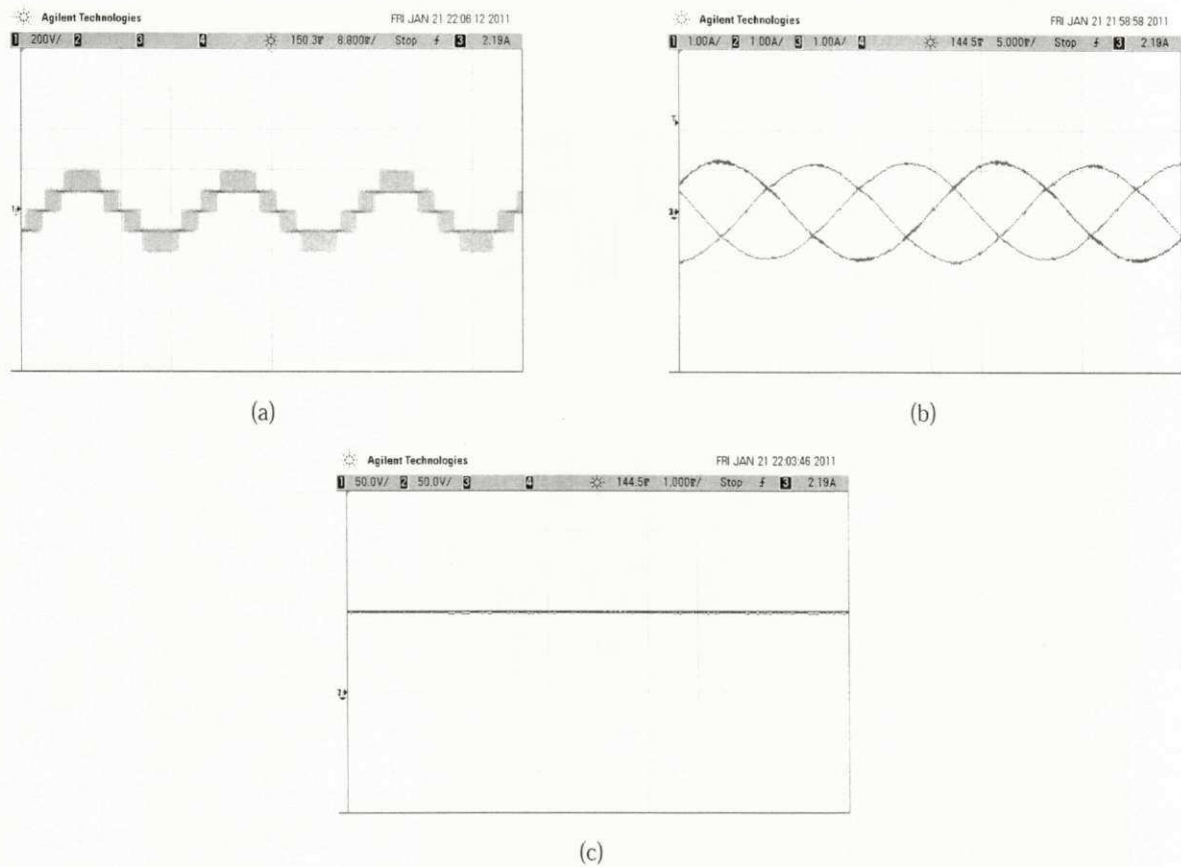 Agilent Technologies FRI JAN 21 22:06:12 2011
1 200V/ 2 3 4 150.3 8.800 / Stop 3 2.19A
(a)
Agilent Technologies FRI JAN 21 21:58:58 2011
1 1.00A/ 2 1.00A/ 3 1.00A/ 4 144.5 5.000 / Stop 3 2.19A
(b)
Agilent Technologies FRI JAN 21 22:03:46 2011
1 50.0V/ 2 50.0V/ 3 4 144.5 1.000 / Stop 3 2.19A
(c)